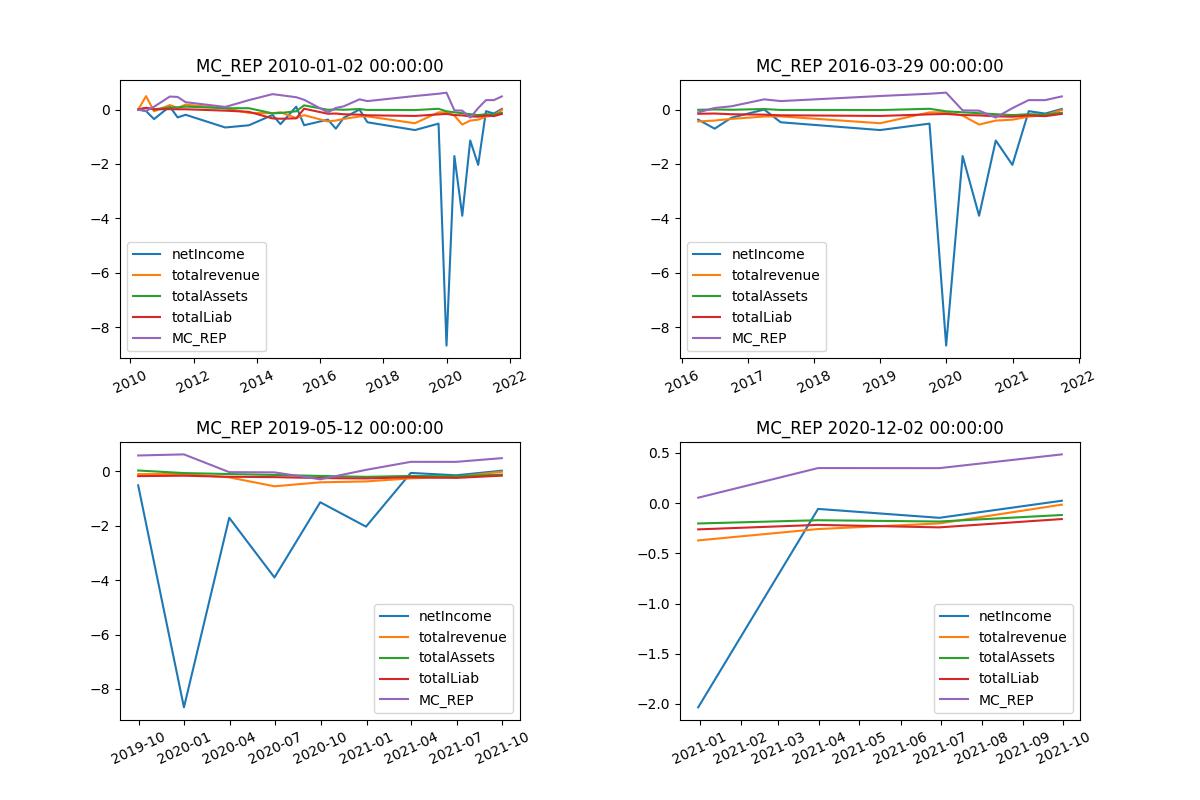 MC_REP 2010-01-02 00:00:00
0
−2
−4
−6
−8
netIncome
totalrevenue
totalAssets
totalLiab
MC_REP
2010 2012 2014 2016 2018 2020 2022
MC_REP 2016-03-29 00:00:00
0
−2
−4
−6
−8
netIncome
totalrevenue
totalAssets
totalLiab
MC_REP
2016 2017 2018 2019 2020 2021 2022
MC_REP 2019-05-12 00:00:00
0
−2
−4
−6
−8
netIncome
totalrevenue
totalAssets
totalLiab
MC_REP
2019-10 2020-01 2020-04 2020-07 2020-10 2021-01 2021-04 2021-07 2021-10
MC_REP 2020-12-02 00:00:00
0.5
0.0
−0.5
−1.0
−1.5
−2.0
netIncome
totalrevenue
totalAssets
totalLiab
MC_REP
2021-01 2021-02 2021-03 2021-04 2021-05 2021-06 2021-07 2021-08 2021-09 2021-10